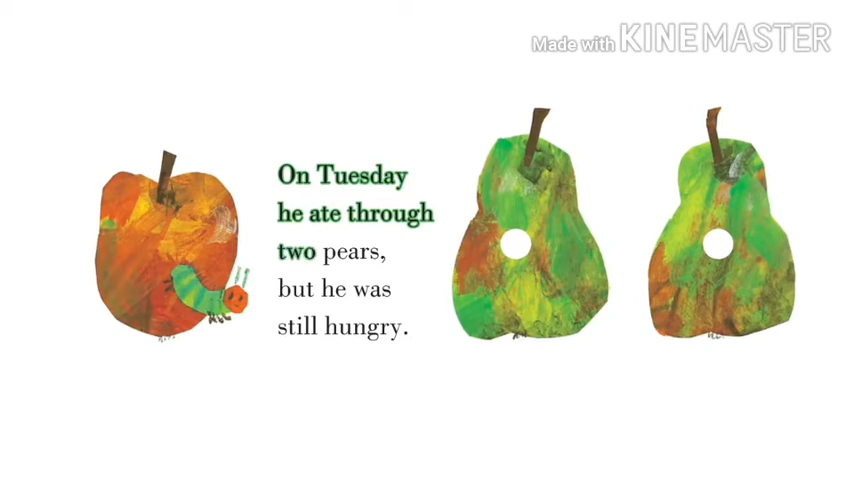 Made with KINEMASTER
On Tuesday
he ate through
two pears,
but he was
still hungry.